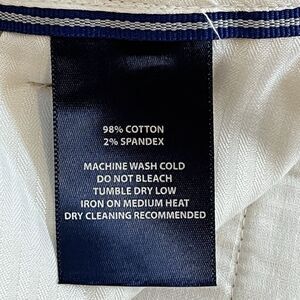 98% COTTON
2% SPANDEX
MACHINE WASH COLD
DO NOT BLEACH
TUMBLE DRY LOW
IRON ON MEDIUM HEAT
DRY CLEANING RECOMMENDED